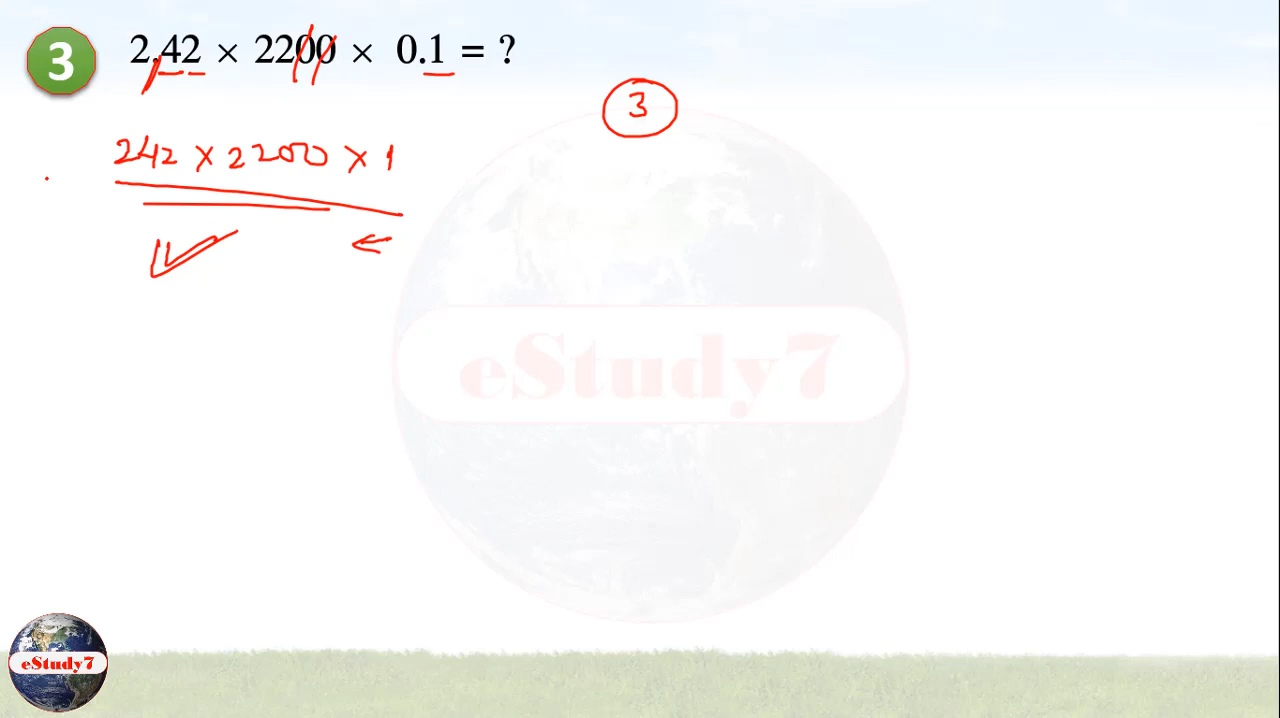 3 2.42 × 2200 × 0.1 = ?
3
242 × 2200 × 1
eStudy7
eStudy7